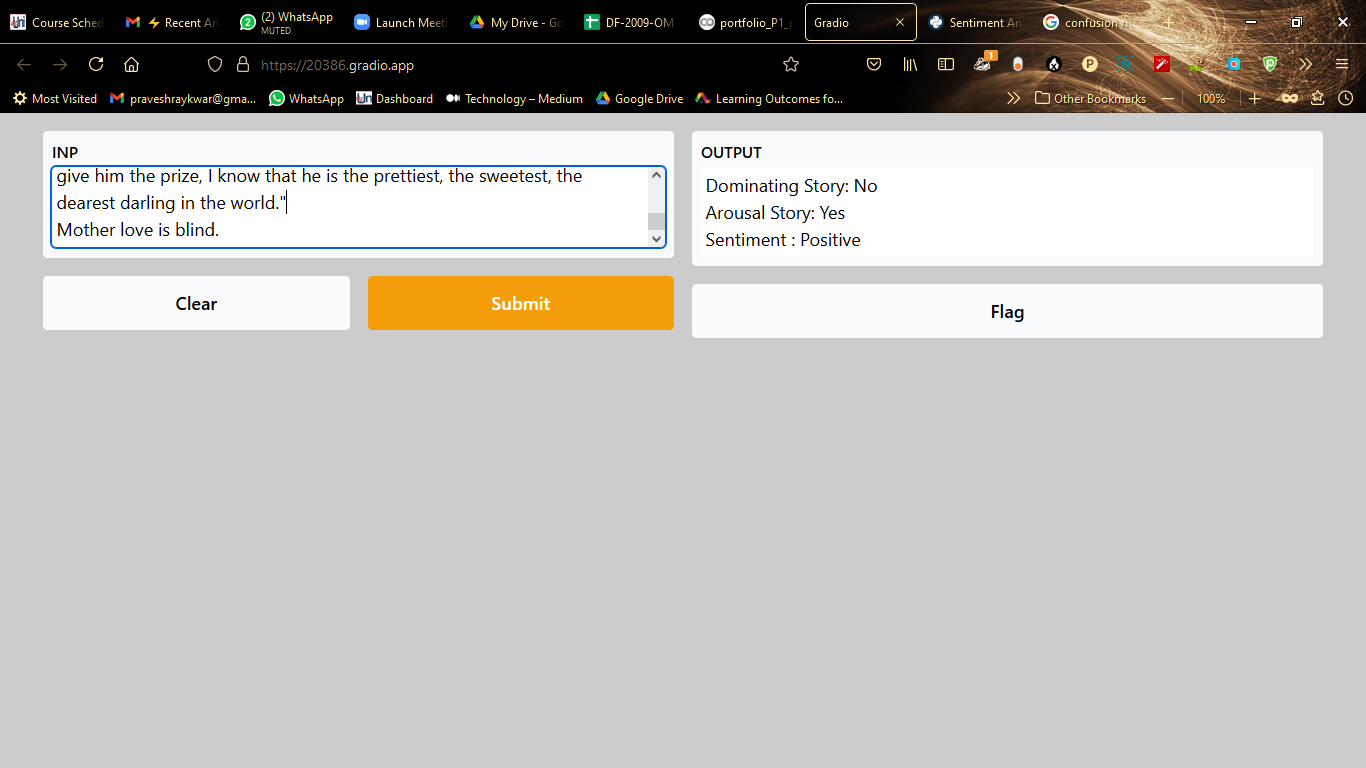 Course Sched
Recent An
(2) WhatsApp
MUTED
Launch Meeti
My Drive - Go
DF-2009-OM
portfolio_P1_p
Gradio
Sentiment An
confusion m
https://20386.gradio.app
1
Most Visited
praveshraykwar@gma...
WhatsApp
Dashboard
Technology – Medium
Google Drive
Learning Outcomes fo...
Other Bookmarks
100%
INP
give him the prize, I know that he is the prettiest, the sweetest, the
dearest darling in the world."
Mother love is blind.
Clear
Submit
OUTPUT
Dominating Story: No
Arousal Story: Yes
Sentiment : Positive
Flag